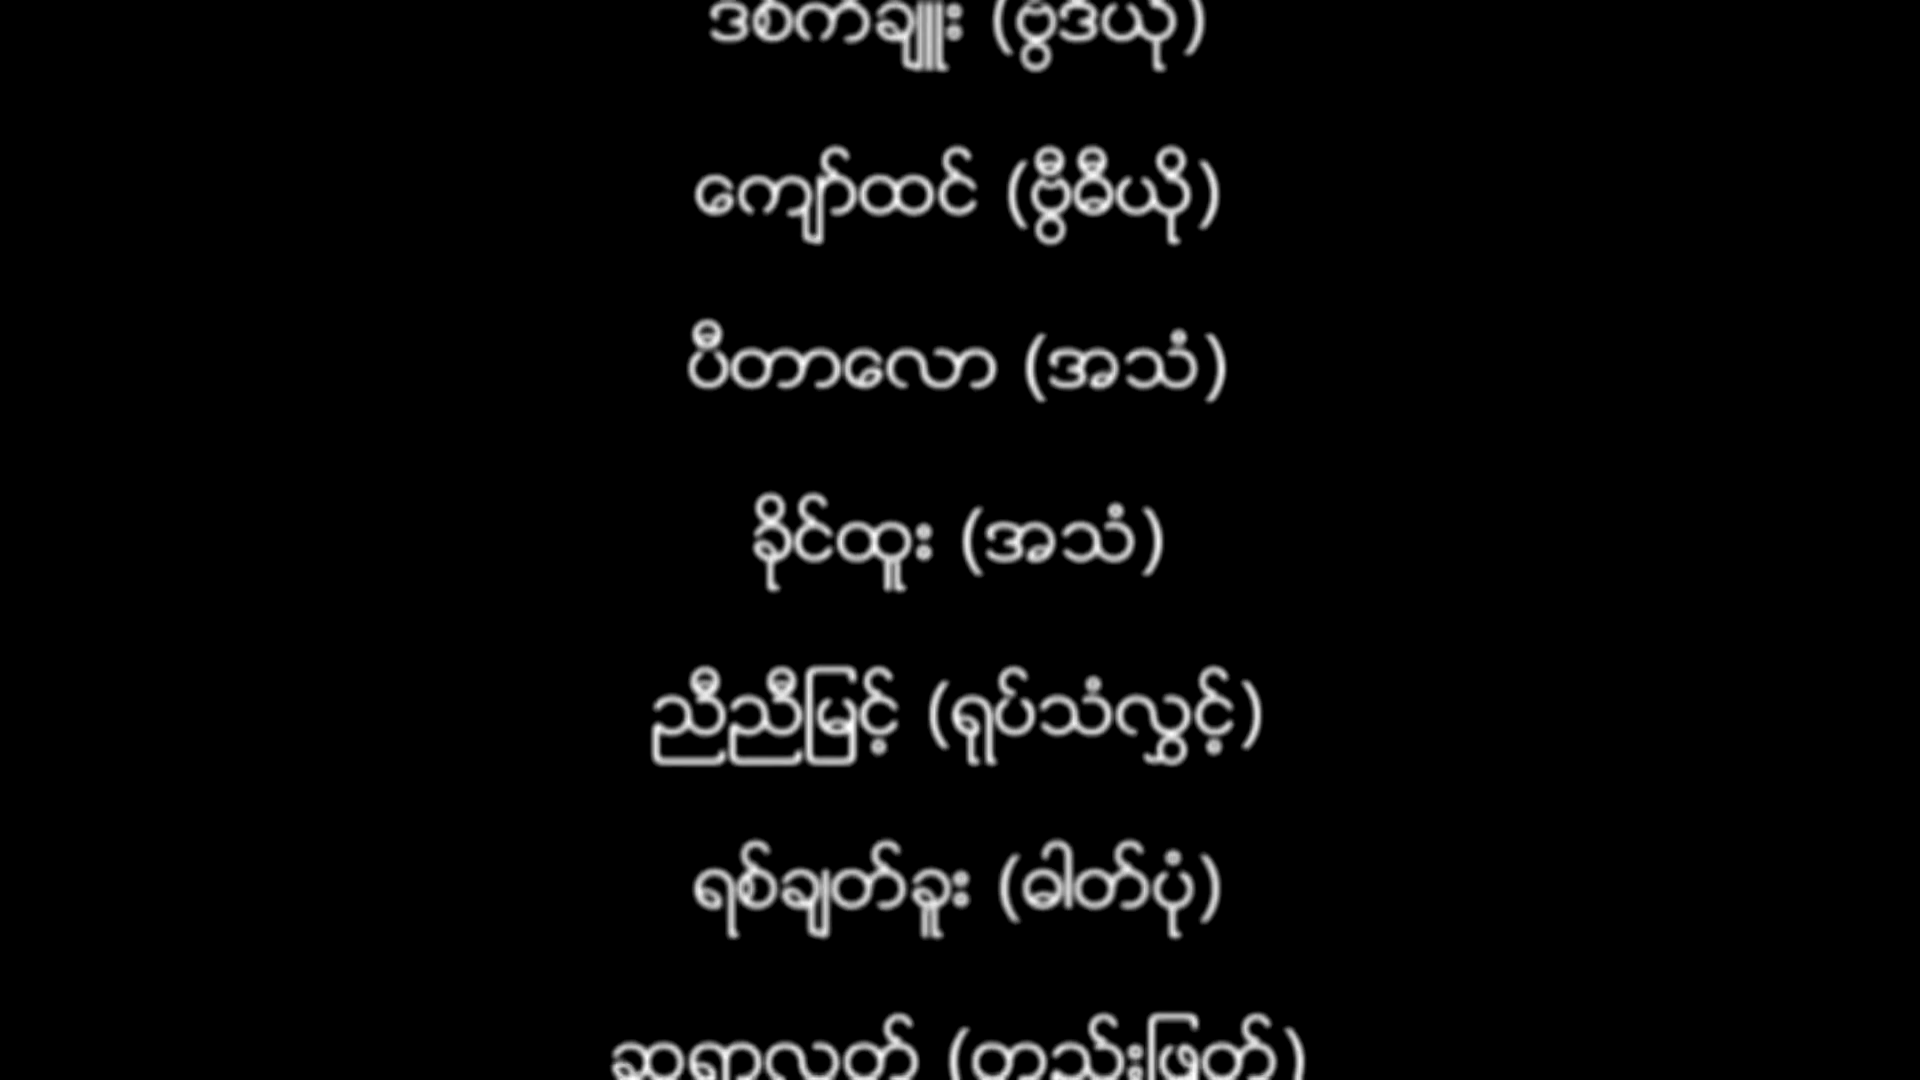 ဒစ်ကချူး (ဗွီဒီယို)
ကျော်ထင် (ဗွီဓီယို)
ပီတာလော (အသံ)
ခိုင်ထူး (အသံ)
ညီညီမြင့် (ရုပ်သံလွှင့်)
ရစ်ချတ်ခူး (ဓါတ်ပုံ)
ဆရာလတ် (တည်းဖြတ်)